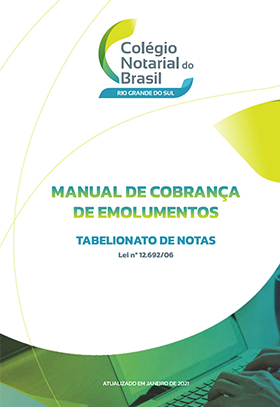 Colégio
Notarial do
Brasil
RIO GRANDE DO SUL
MANUAL DE COBRANÇA
DE EMOLUMENTOS
TABELIONATO DE NOTAS
Lei nº 12.692/06
ATUALIZADO EM JANEIRO DE 2021